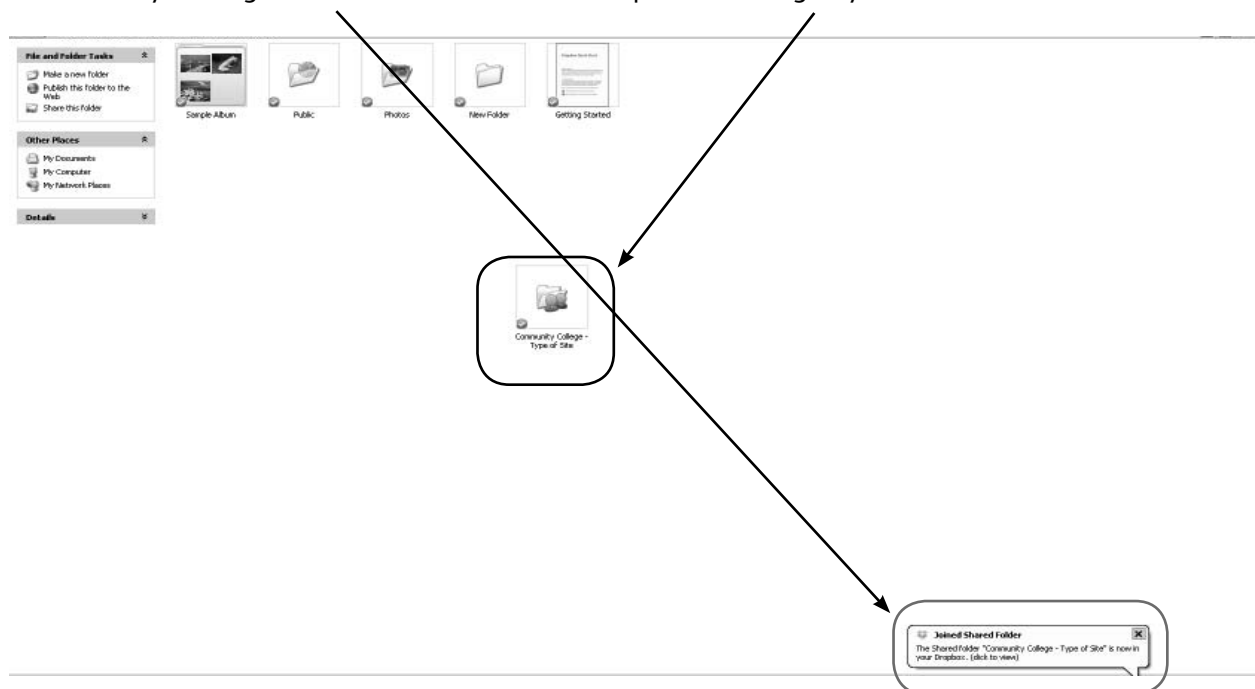 File and Folder Tasks
Make a new folder
Publish this folder to the
Web
Share this folder
Other Places
My Documents
My Computer
My Network Places
Details
Sample Album
Public
Photos
New Folder
Getting Started
Community College -
Type of Site
Joined Shared Folder
The Shared folder "Community College - Type of Site" is now in
your Dropbox. (click to view)